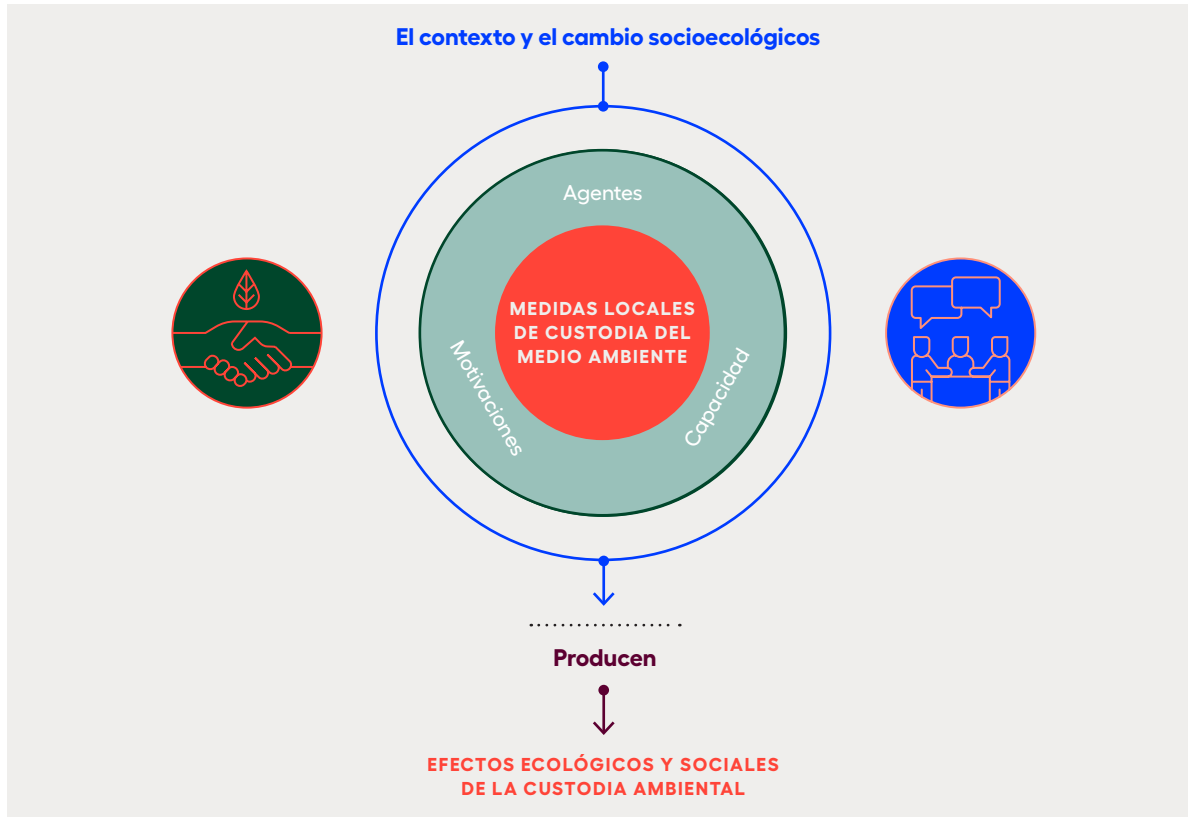 El contexto y el cambio socioecológicos
Agentes
MEDIDAS LOCALES
DE CUSTODIA DEL
MEDIO AMBIENTE
Motivaciones
Capacidad
Producen
EFECTOS ECOLÓGICOS Y SOCIALES
DE LA CUSTODIA AMBIENTAL